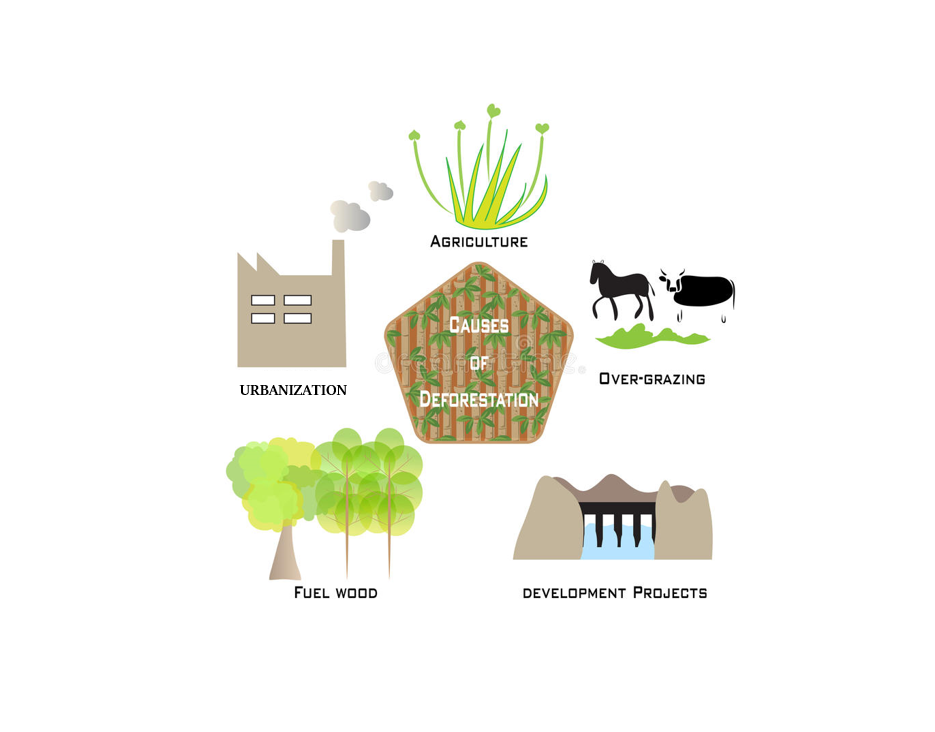 Agriculture
Causes
of
Deforestation
Over-grazing
URBANIZATION
Fuel wood
development Projects